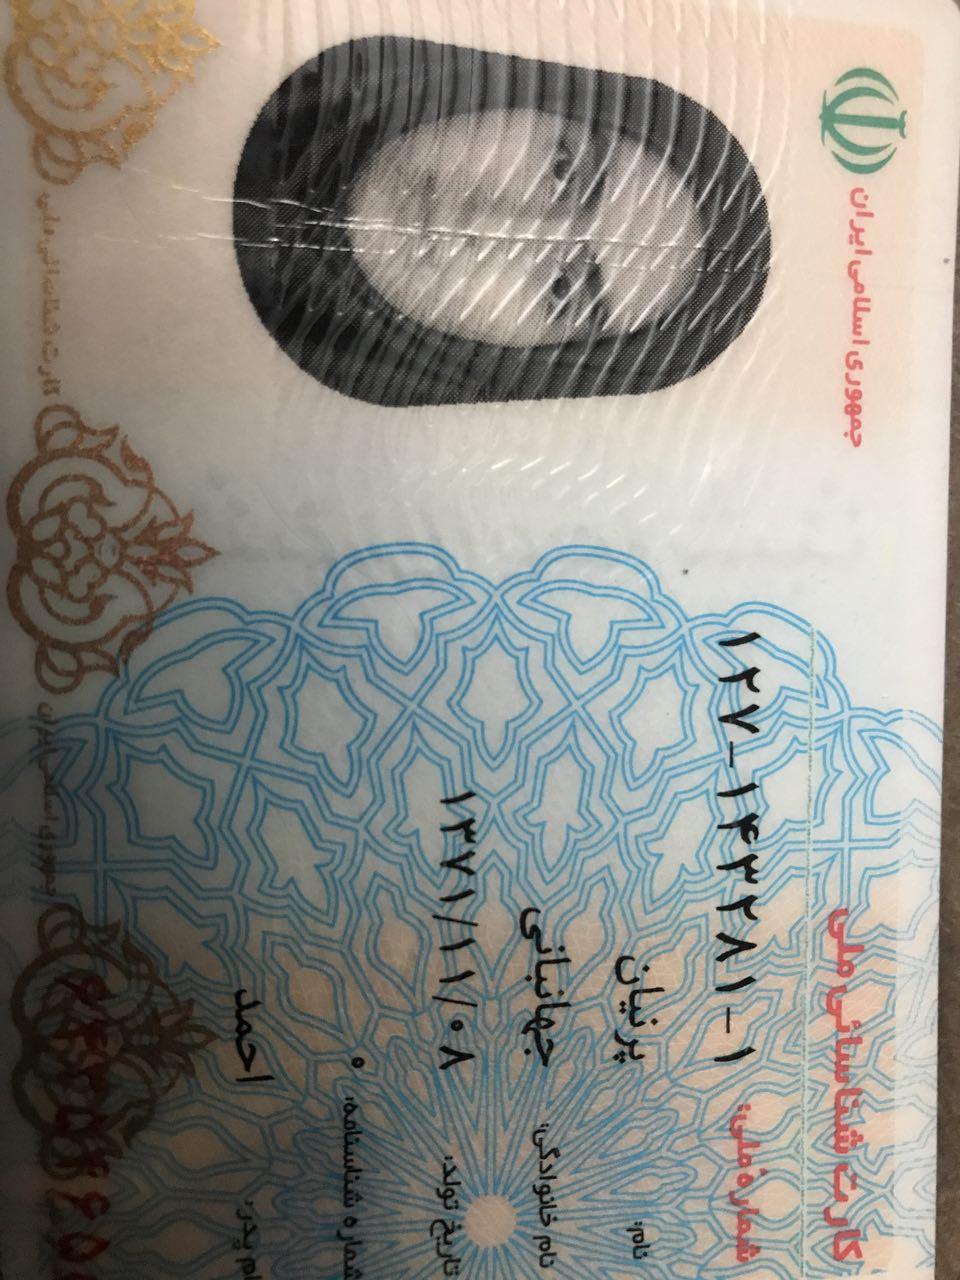 جمهوری اسلامی ایران
کارت شناسائی ملی
شمارهٔ ملی: ۱۲۷-۱۴۳۲۸۱-۱
نام: پرنیان
نام خانوادگی: جهانبانی
تاریخ تولد: ۱۳۷۱/۱۱/۰۸
شماره شناسنامه: ۰
نام پدر: احمد